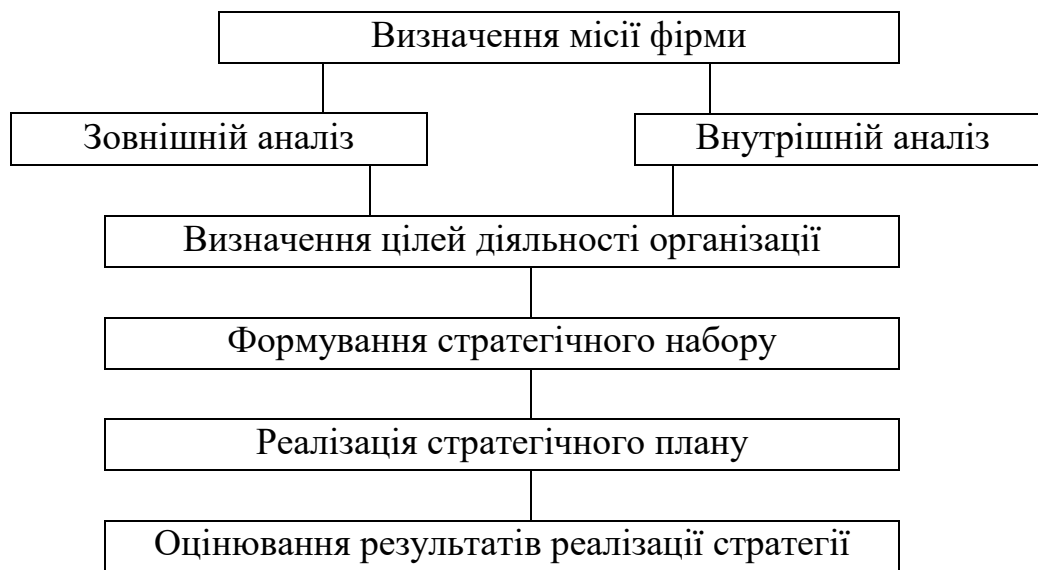 Визначення місії фірми
Зовнішній аналіз
Внутрішній аналіз
Визначення цілей діяльності організації
Формування стратегічного набору
Реалізація стратегічного плану
Оцінювання результатів реалізації стратегії